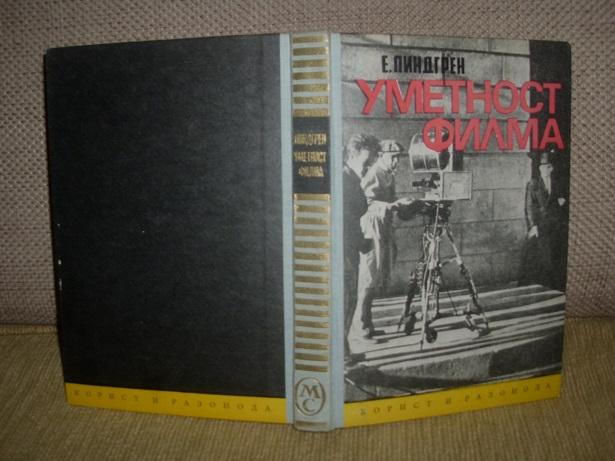 КОРИСТ И РАЗОНОДА
ЛИНДГРЕН
УМЕТНОСТ
ФИЛМА
МС
Е. ЛИНДГРЕН
УМЕТНОСТ
ФИЛМА
КОРИСТ И РАЗОНОДА